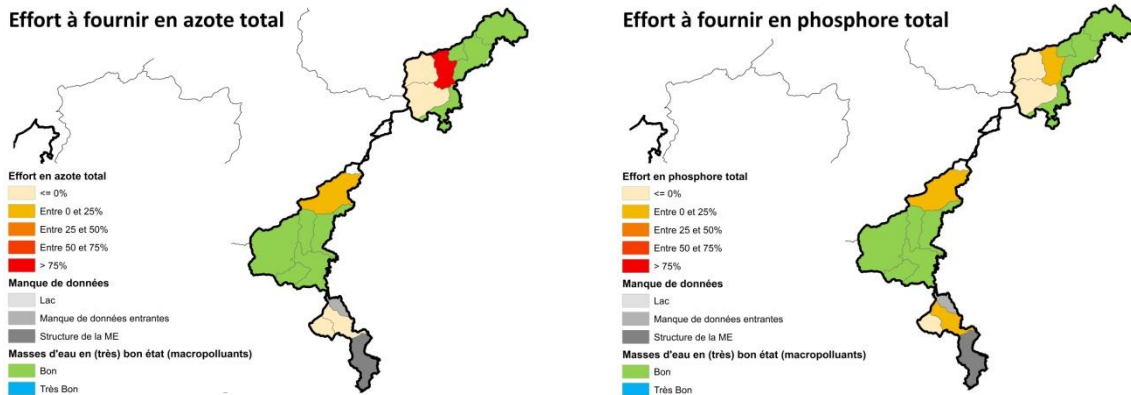 Effort à fournir en azote total
Effort en azote total
<= 0%
Entre 0 et 25%
Entre 25 et 50%
Entre 50 et 75%
> 75%
Manque de données
Lac
Manque de données entrantes
Structure de la ME
Masses d'eau en (très) bon état (macropolluants)
Bon
Très Bon
Effort à fournir en phosphore total
Effort en phosphore total
<= 0%
Entre 0 et 25%
Entre 25 et 50%
Entre 50 et 75%
> 75%
Manque de données
Lac
Manque de données entrantes
Structure de la ME
Masses d'eau en (très) bon état (macropolluants)
Bon
Très Bon